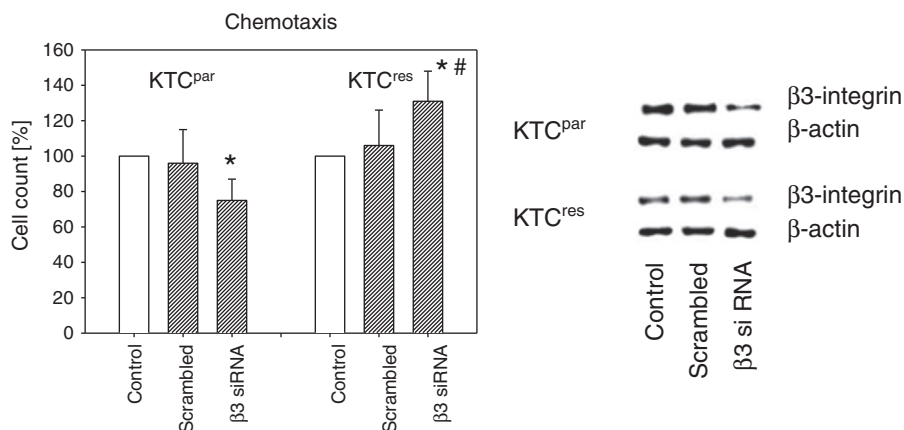 Chemotaxis
160
140
120
100
80
60
40
20
0
Cell count [%]
KTCpar
KTCres
*
* #
Control
Scrambled
β3 siRNA
Control
Scrambled
β3 siRNA
KTCpar
β3-integrin
β-actin
KTCres
β3-integrin
β-actin
Control
Scrambled
β3 si RNA